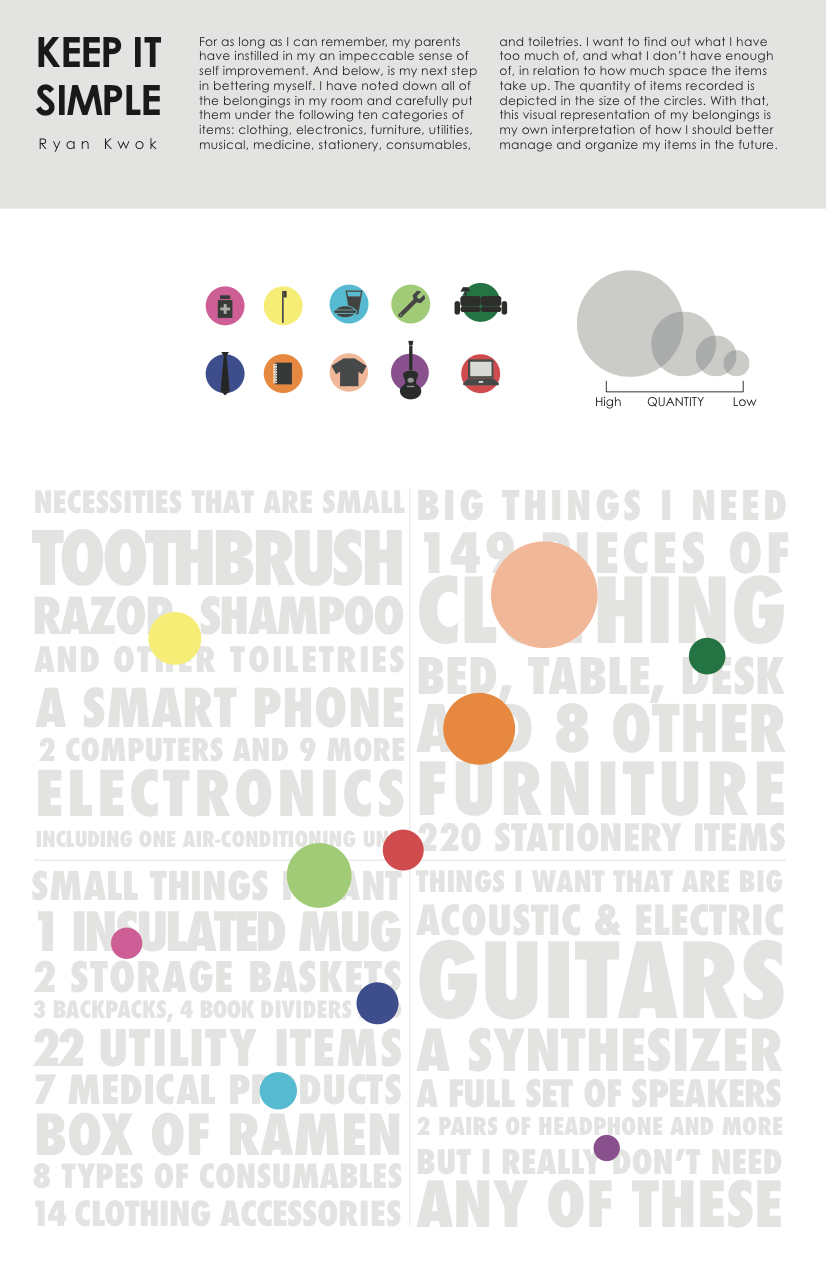 KEEP IT
SIMPLE
Ryan Kwok
For as long as I can remember, my parents
have instilled in my an impeccable sense of
self improvement. And below, is my next step
in bettering myself. I have noted down all of
the belongings in my room and carefully put
them under the following ten categories of
items: clothing, electronics, furniture, utilities,
musical, medicine, stationery, consumables,
and toiletries. I want to find out what I have
too much of, and what I don’t have enough
of, in relation to how much space the items
take up. The quantity of items recorded is
depicted in the size of the circles. With that,
this visual representation of my belongings is
my own interpretation of how I should better
manage and organize my items in the future.
High QUANTITY Low
NECESSITIES THAT ARE SMALL
TOOTHBRUSH
RAZOR, SHAMPOO
AND OTHER TOILETRIES
A SMART PHONE
2 COMPUTERS AND 9 MORE
ELECTRONICS
INCLUDING ONE AIR-CONDITIONING UNIT
BIG THINGS I NEED
149 PIECES OF
CLOTHING
BED, TABLE, DESK
AND 8 OTHER
FURNITURE
220 STATIONERY ITEMS
SMALL THINGS I WANT
1 INSULATED MUG
2 STORAGE BASKETS
3 BACKPACKS, 4 BOOK DIVIDERS
22 UTILITY ITEMS
7 MEDICAL PRODUCTS
BOX OF RAMEN
8 TYPES OF CONSUMABLES
14 CLOTHING ACCESSORIES
THINGS I WANT THAT ARE BIG
ACOUSTIC & ELECTRIC
GUITARS
A SYNTHESIZER
A FULL SET OF SPEAKERS
2 PAIRS OF HEADPHONE AND MORE
BUT I REALLY DON’T NEED
ANY OF THESE